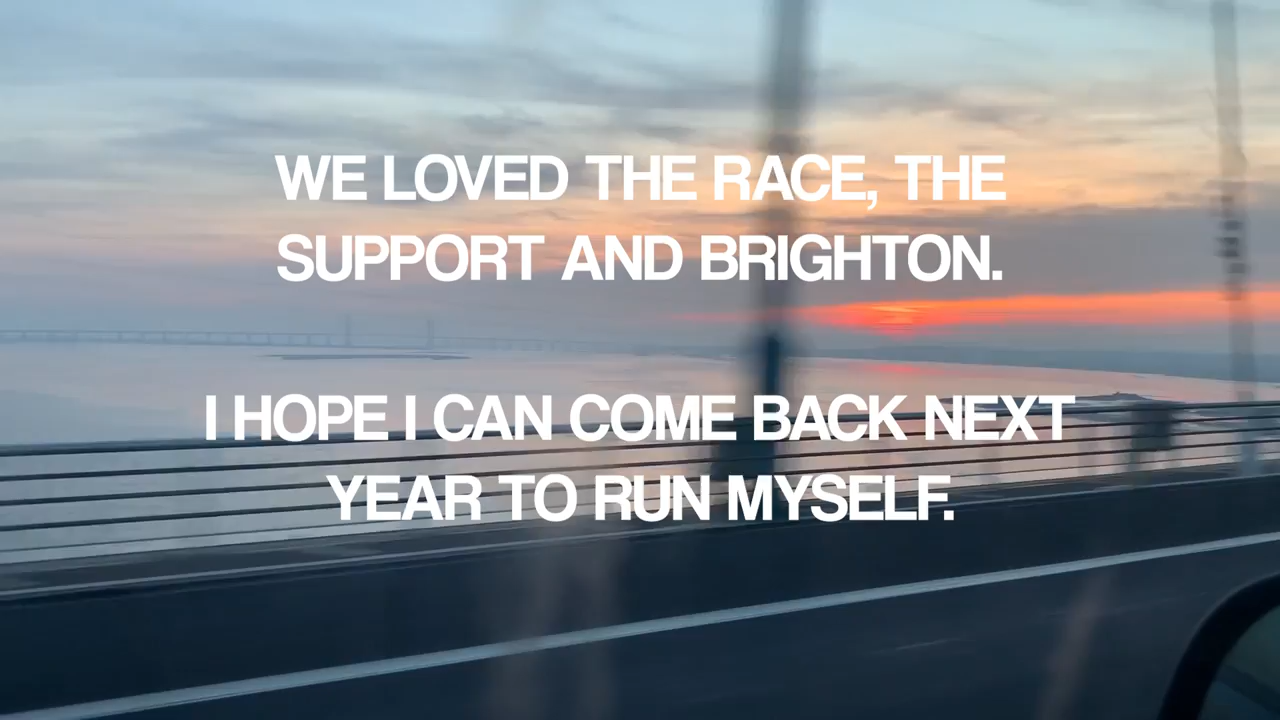 WE LOVED THE RACE, THE
SUPPORT AND BRIGHTON.
I HOPE I CAN COME BACK NEXT
YEAR TO RUN MYSELF.